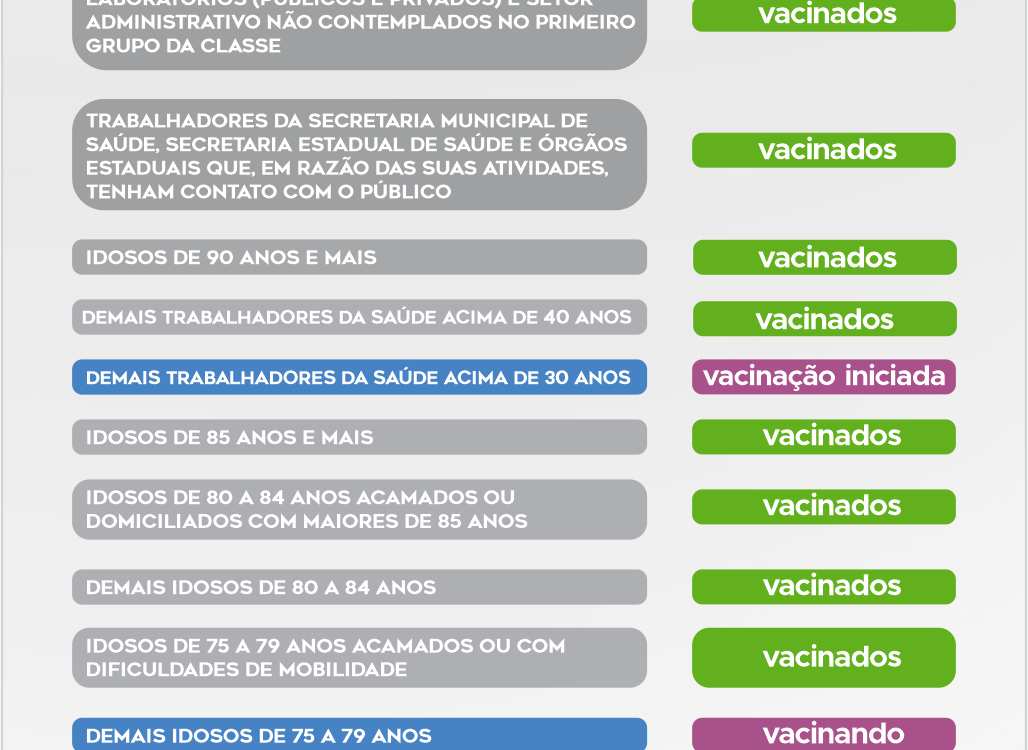 LABORATÓRIOS (PÚBLICOS E PRIVADOS) E SETOR
ADMINISTRATIVO NÃO CONTEMPLADOS NO PRIMEIRO
GRUPO DA CLASSE
vacinados
TRABALHADORES DA SECRETARIA MUNICIPAL DE
SAÚDE, SECRETARIA ESTADUAL DE SAÚDE E ÓRGÃOS
ESTADUAIS QUE, EM RAZÃO DAS SUAS ATIVIDADES,
TENHAM CONTATO COM O PÚBLICO
vacinados
IDOSOS DE 90 ANOS E MAIS
vacinados
DEMAIS TRABALHADORES DA SAÚDE ACIMA DE 40 ANOS
vacinados
DEMAIS TRABALHADORES DA SAÚDE ACIMA DE 30 ANOS
vacinação iniciada
IDOSOS DE 85 ANOS E MAIS
vacinados
IDOSOS DE 80 A 84 ANOS ACAMADOS OU
DOMICILIADOS COM MAIORES DE 85 ANOS
vacinados
DEMAIS IDOSOS DE 80 A 84 ANOS
vacinados
IDOSOS DE 75 A 79 ANOS ACAMADOS OU COM
DIFICULDADES DE MOBILIDADE
vacinados
DEMAIS IDOSOS DE 75 A 79 ANOS
vacinando